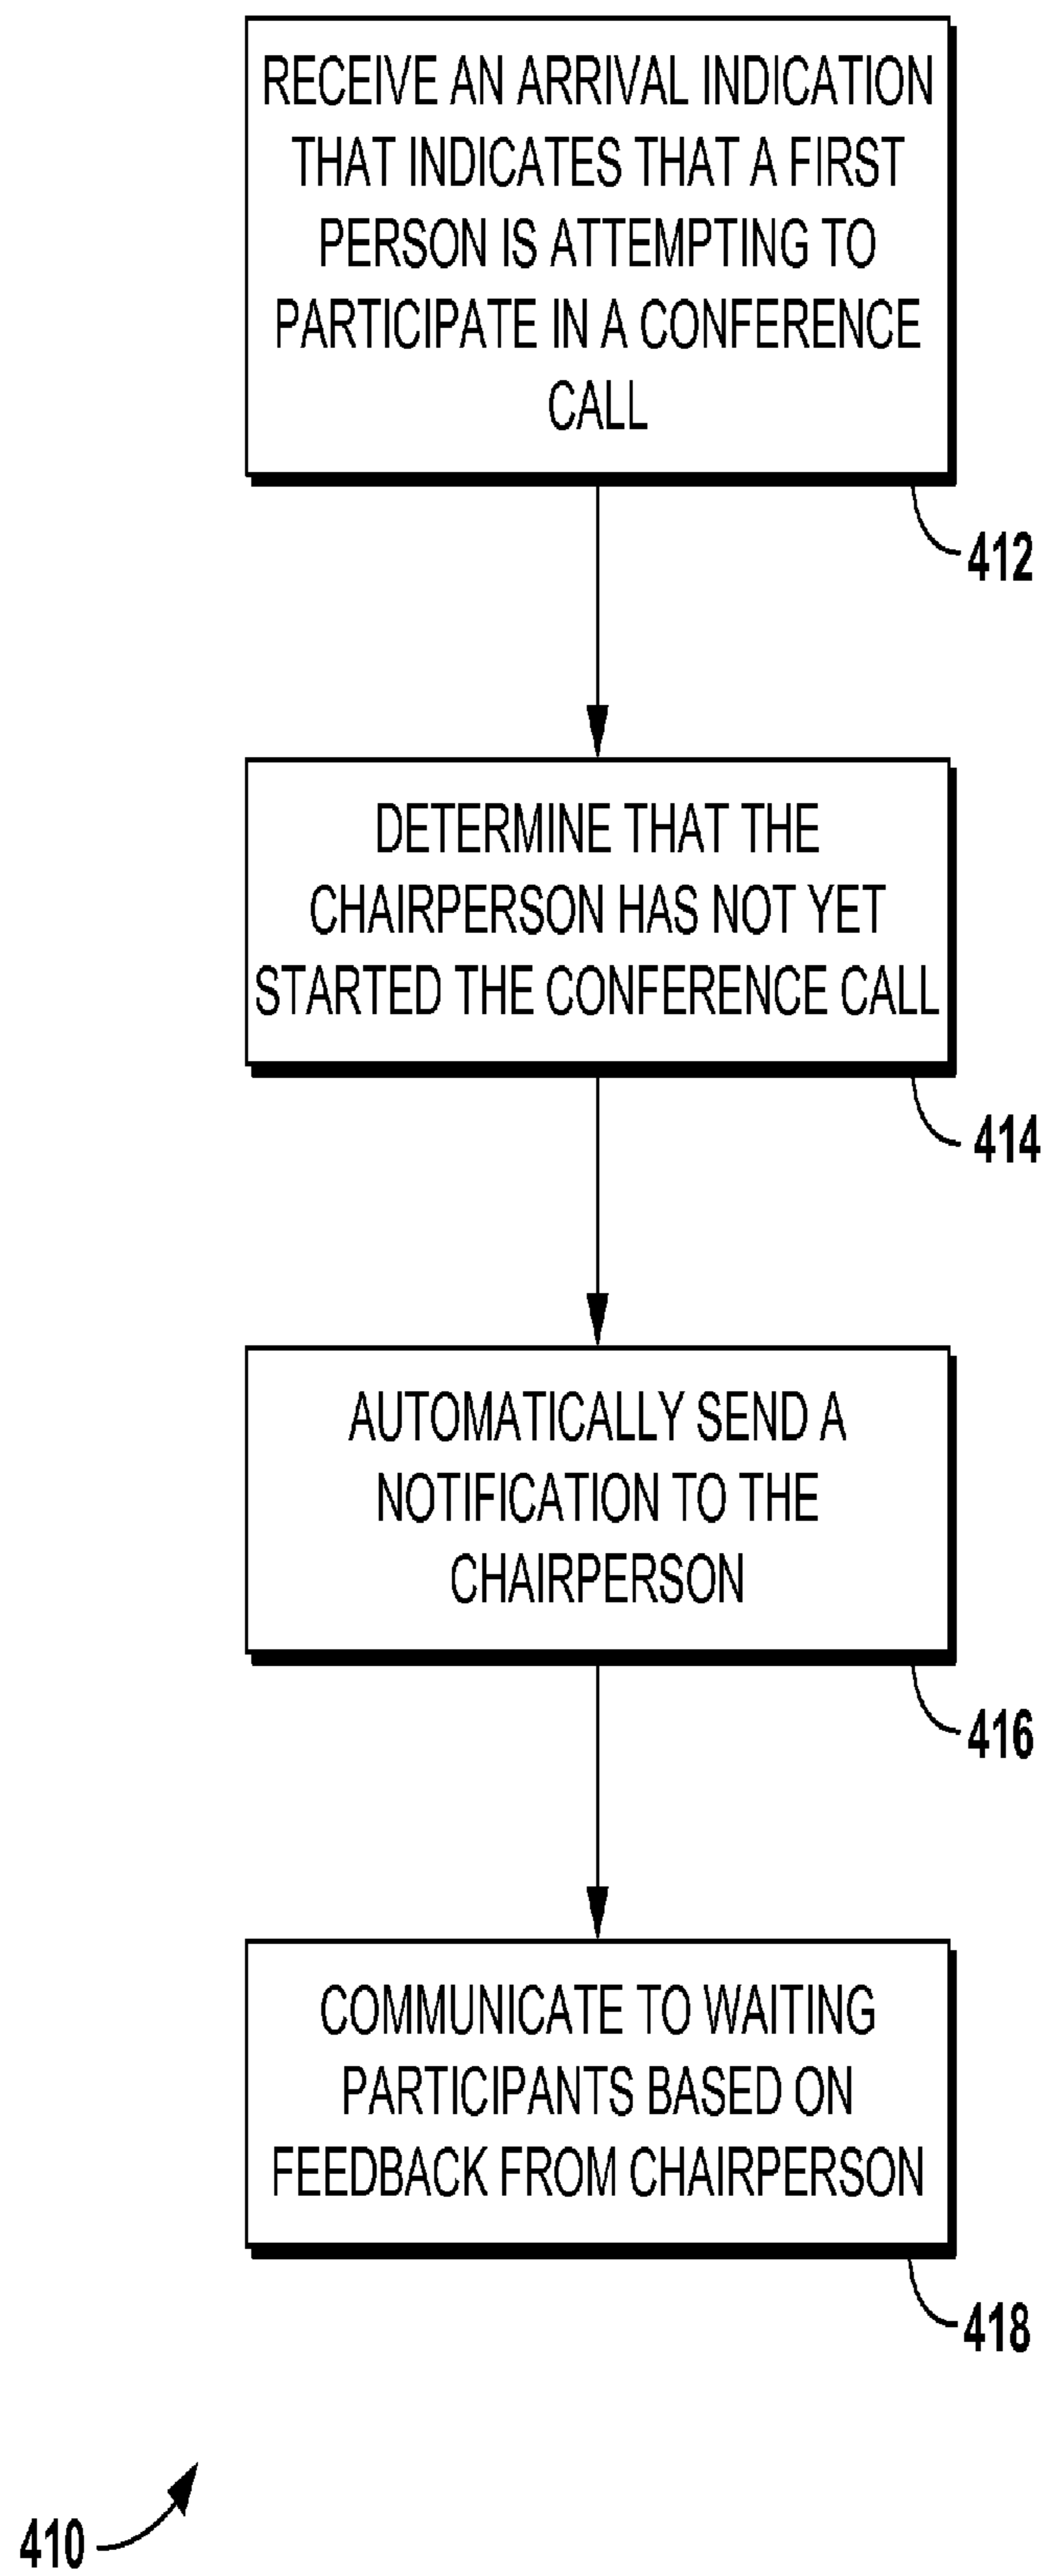 RECEIVE AN ARRIVAL INDICATION
THAT INDICATES THAT A FIRST
PERSON IS ATTEMPTING TO
PARTICIPATE IN A CONFERENCE
CALL
412
DETERMINE THAT THE
CHAIRPERSON HAS NOT YET
STARTED THE CONFERENCE CALL
414
AUTOMATICALLY SEND A
NOTIFICATION TO THE
CHAIRPERSON
416
COMMUNICATE TO WAITING
PARTICIPANTS BASED ON
FEEDBACK FROM CHAIRPERSON
418
410